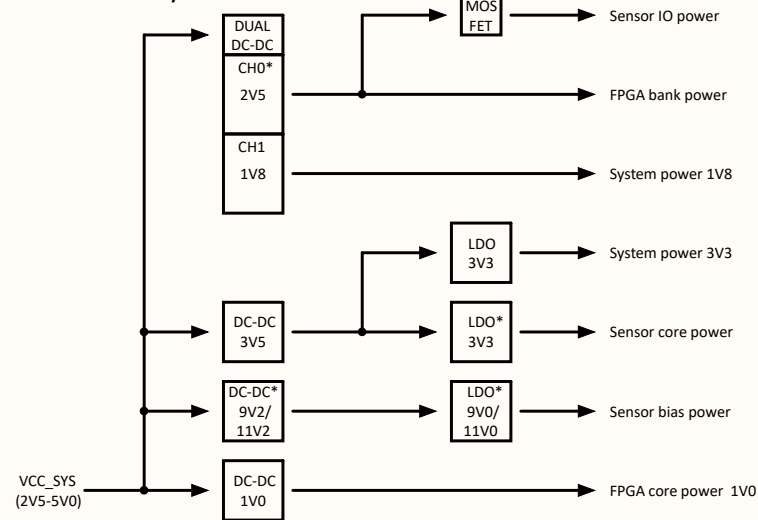 MOS
FET
Sensor IO power
DUAL
DC-DC
CH0*
2V5
FPGA bank power
CH1
1V8
System power 1V8
LDO
3V3
System power 3V3
DC-DC
3V5
LDO*
3V3
Sensor core power
DC-DC*
9V2/
11V2
LDO*
9V0/
11V0
Sensor bias power
VCC_SYS
(2V5-5V0)
DC-DC
1V0
FPGA core power 1V0